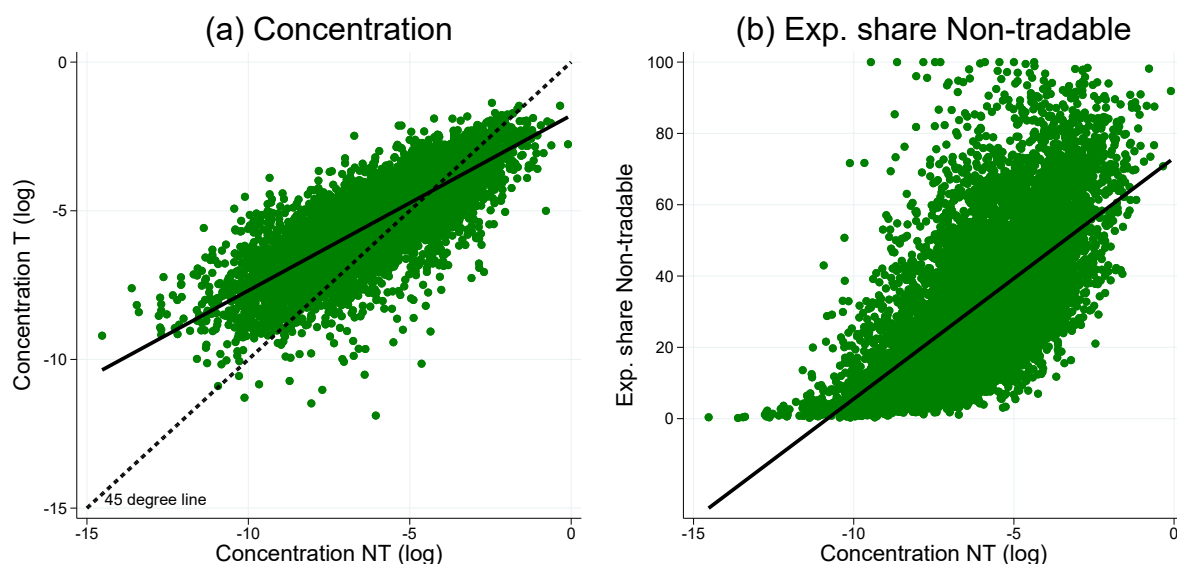 (a) Concentration
0
-5
-10
-15
Concentration T (log)
45 degree line
-15
-10
-5
0
Concentration NT (log)
(b) Exp. share Non-tradable
100
80
60
40
20
0
Exp. share Non-tradable
-15
-10
-5
0
Concentration NT (log)